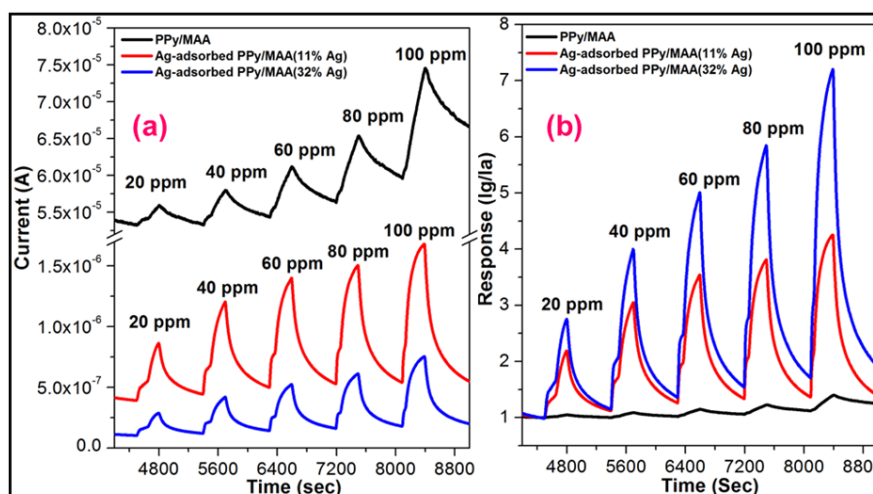 PPy/MAA
Ag-adsorbed PPy/MAA(11% Ag)
Ag-adsorbed PPy/MAA(32% Ag)
(a)
100 ppm
80 ppm
60 ppm
40 ppm
20 ppm
100 ppm
80 ppm
60 ppm
40 ppm
20 ppm
8.0x10⁻⁵
7.5x10⁻⁵
7.0x10⁻⁵
6.5x10⁻⁵
6.0x10⁻⁵
5.5x10⁻⁵
1.5x10⁻⁶
1.0x10⁻⁶
5.0x10⁻⁷
0.0
Current (A)
4800 5600 6400 7200 8000 8800
Time (sec)
PPy/MAA
Ag-adsorbed PPy/MAA(11% Ag)
Ag-adsorbed PPy/MAA(32% Ag)
(b)
100 ppm
80 ppm
60 ppm
40 ppm
20 ppm
8
7
6
5
4
3
2
1
Response (Ig/Ia)
4800 5600 6400 7200 8000 8800
Time (Sec)